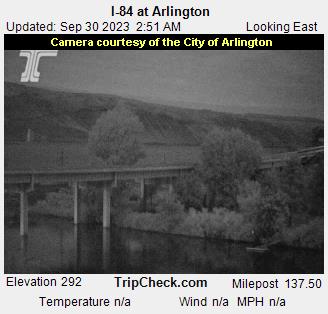 I-84 at Arlington
Updated: Sep 30 2023 2:51 AM Looking East
Camera courtesy of the City of Arlington
Elevation 292 TripCheck.com Milepost 137.50
Temperature n/a Wind n/a MPH n/a